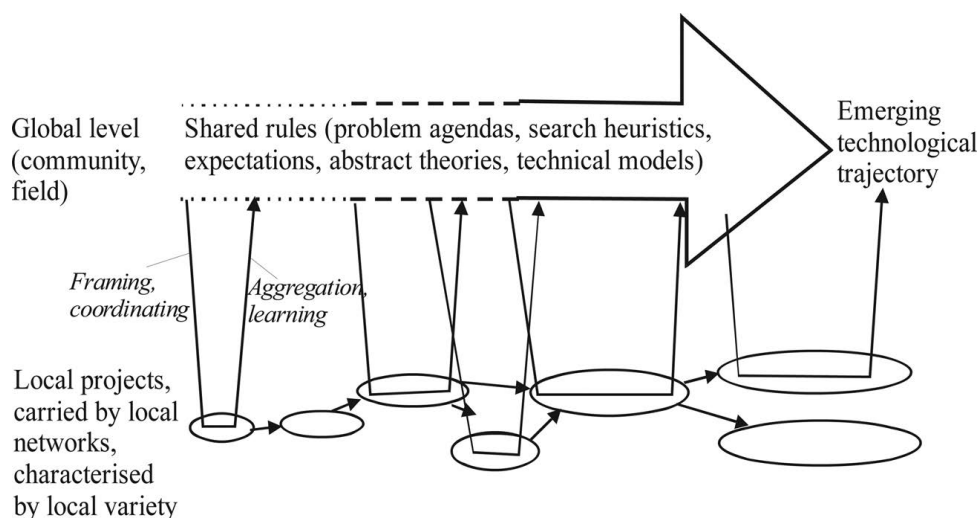 Global level
(community,
field)
Shared rules (problem agendas, search heuristics,
expectations, abstract theories, technical models)
Emerging
technological
trajectory
Framing,
coordinating
Aggregation,
learning
Local projects,
carried by local
networks,
characterised
by local variety